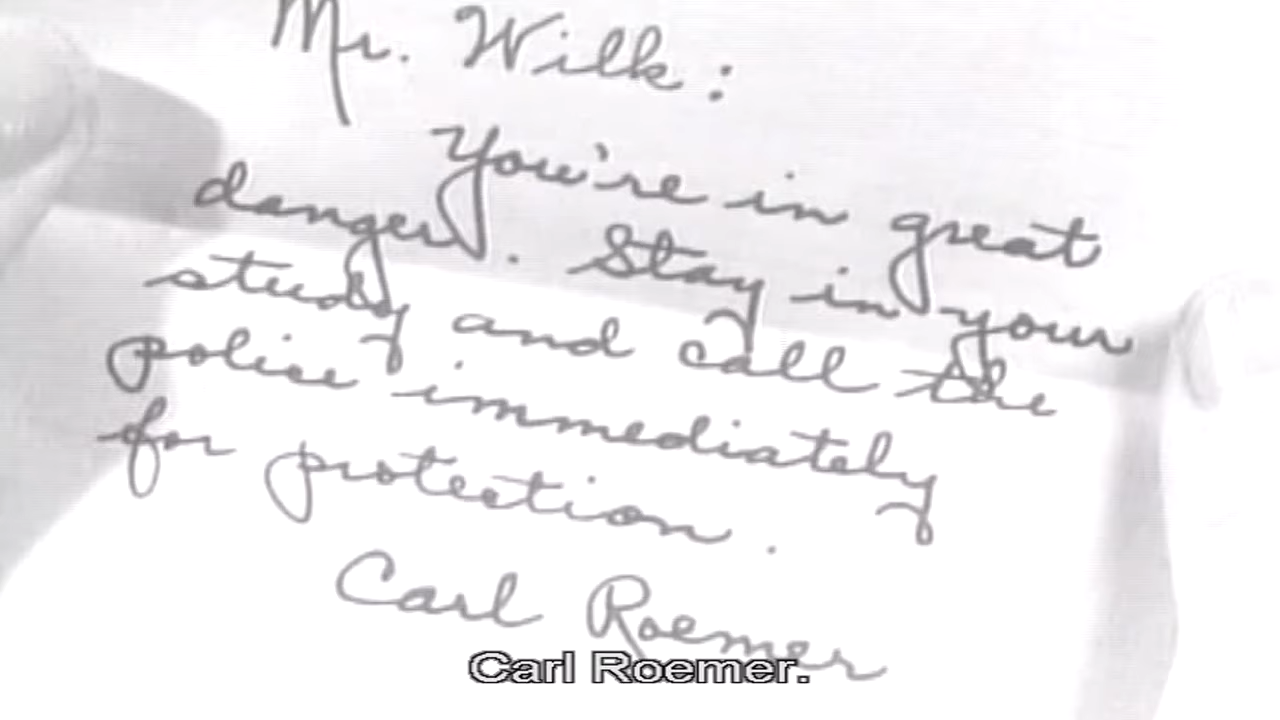 Mr. Wilk:
You're in great
danger. Stay in your
study and call the
police immediately
for protection.
Carl Roemer
Carl Roemer.